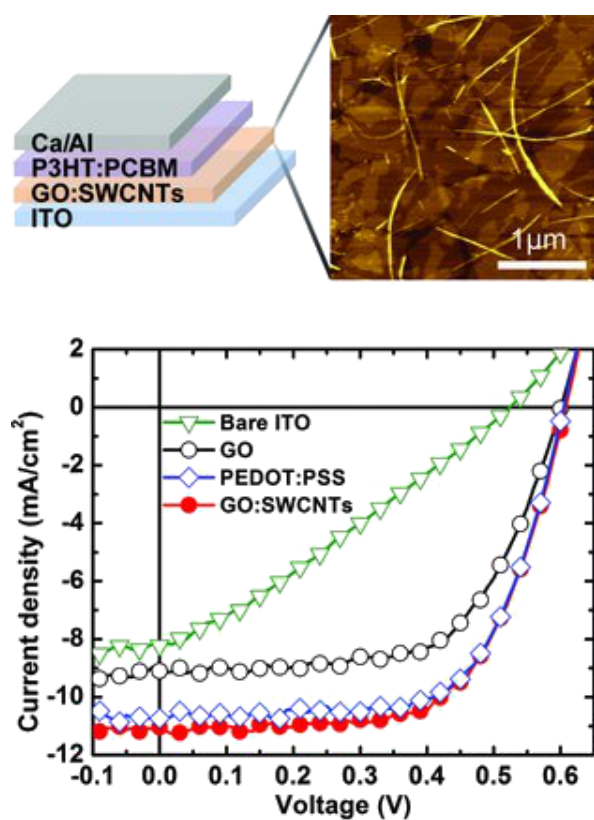 Ca/Al
P3HT:PCBM
GO:SWCNTs
ITO
1μm
2
0
-2
-4
-6
-8
-10
-12
Current density (mA/cm²)
Bare ITO
GO
PEDOT:PSS
GO:SWCNTs
-0.1 0.0 0.1 0.2 0.3 0.4 0.5 0.6
Voltage (V)